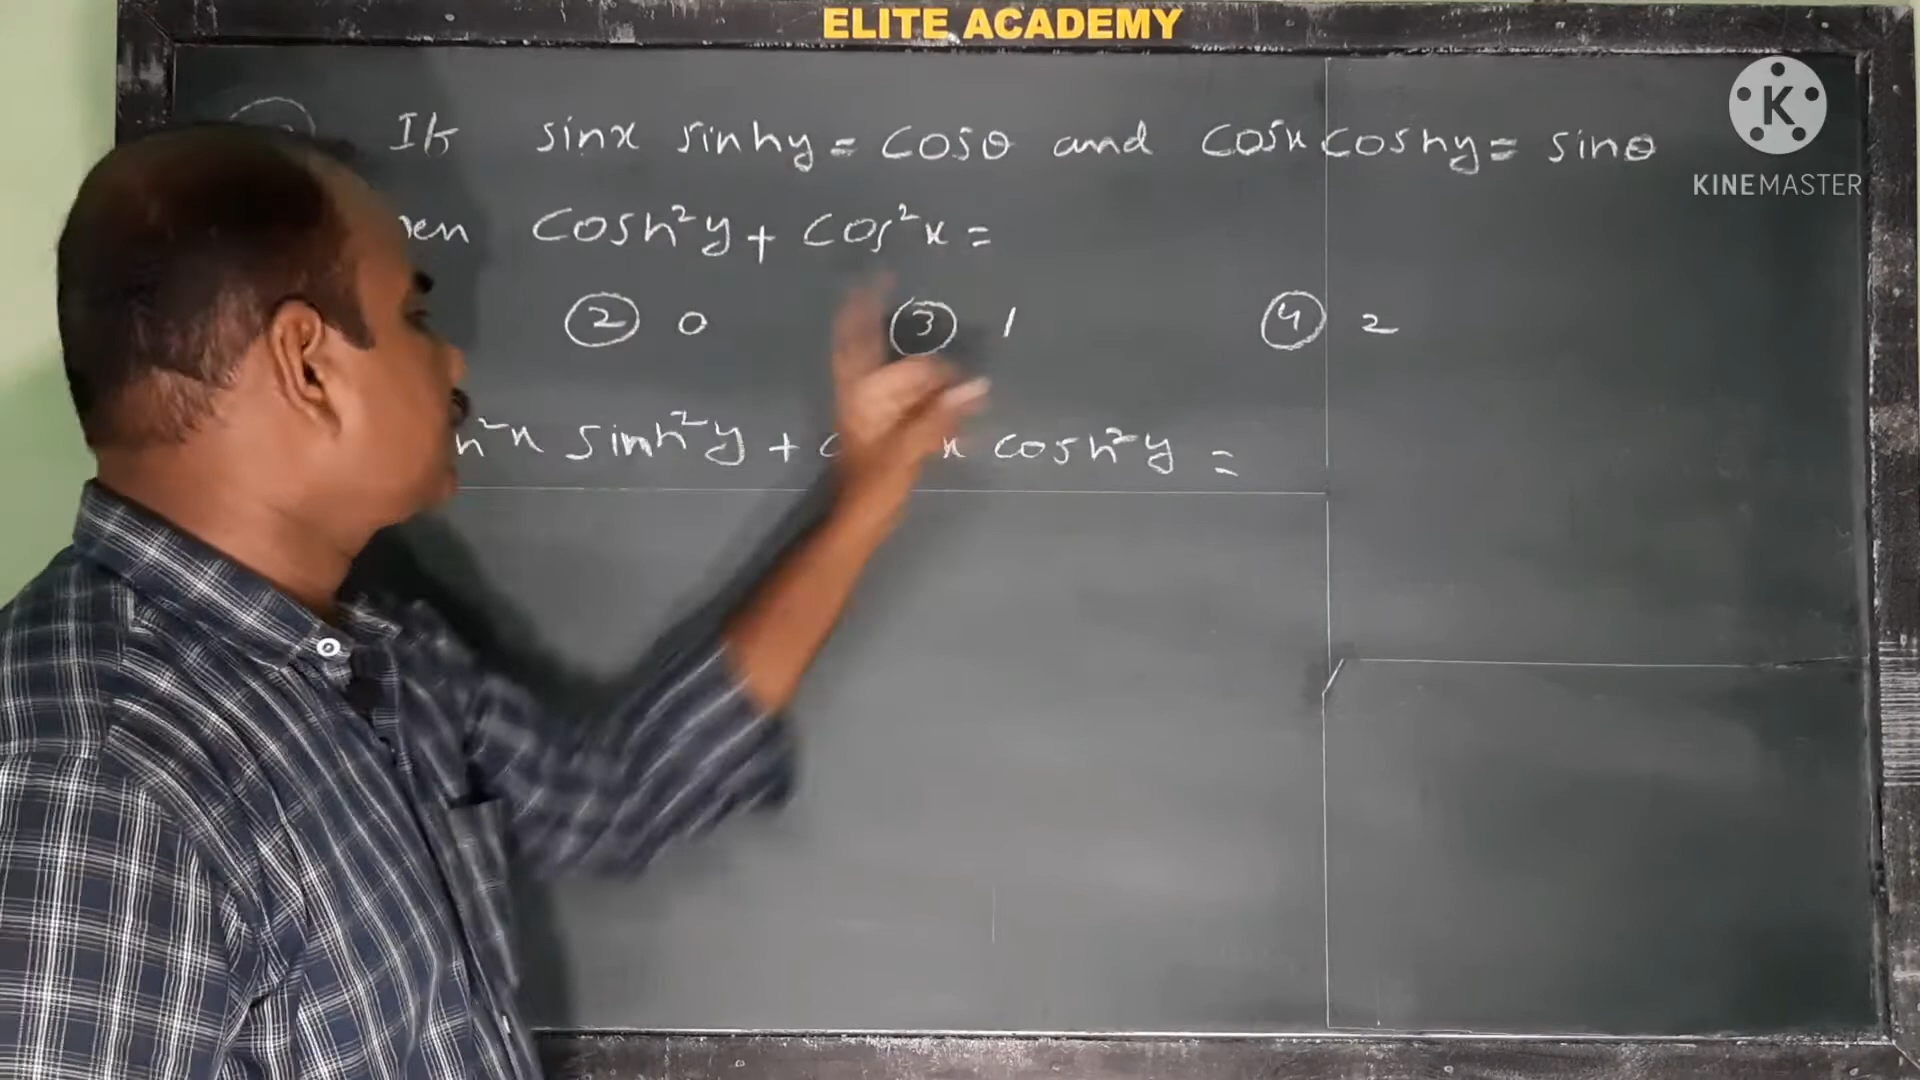 ELITE ACADEMY
If sinx sinhy = cosθ and cosx coshy = sinθ
cosh²y + cos²x =
② 0 ③ 1 ④ 2
sinh²y + cosh²y =
K
KINEMASTER